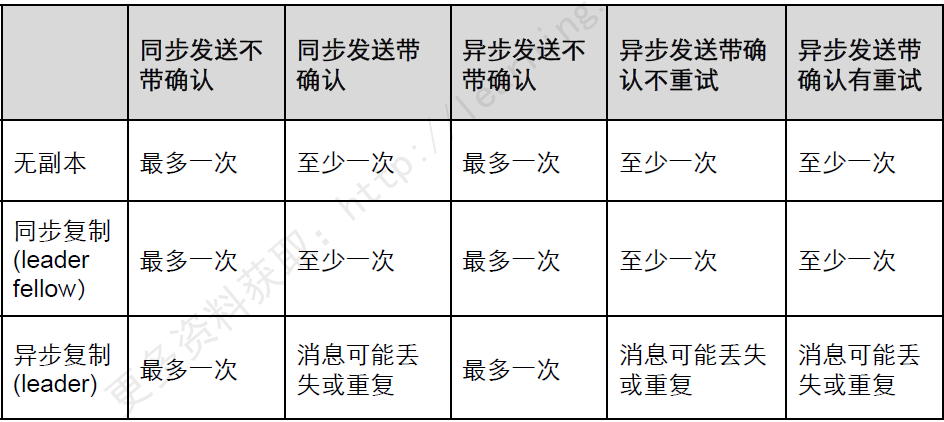 同步发送不 同步发送带 异步发送不 异步发送带确 异步发送带
带确认 确认 带确认 认不重试 确认有重试
无副本 最多一次 至少一次 最多一次 至少一次 至少一次
同步复制
(leader 最多一次 至少一次 最多一次 至少一次 至少一次
fellow)
异步复制 消息可能丢 消息可能丢失 消息可能丢
(leader) 最多一次 失或重复 最多一次 或重复 失或重复
更多资料获取：http://learning.